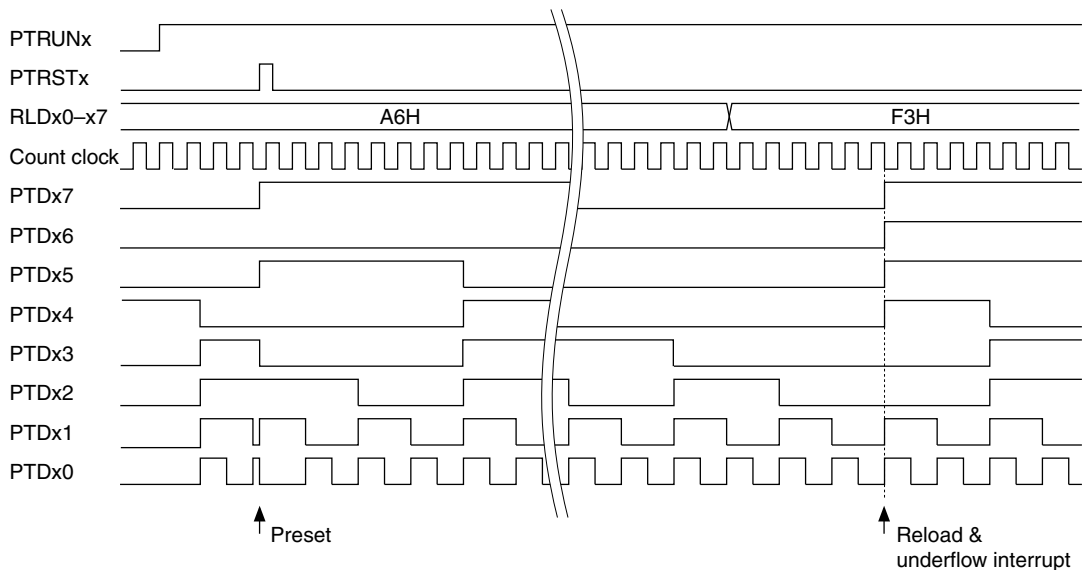 PTRUNx
PTRSTx
RLDx0–x7
A6H
F3H
Count clock
PTDx7
PTDx6
PTDx5
PTDx4
PTDx3
PTDx2
PTDx1
PTDx0
Preset
Reload &
underflow interrupt